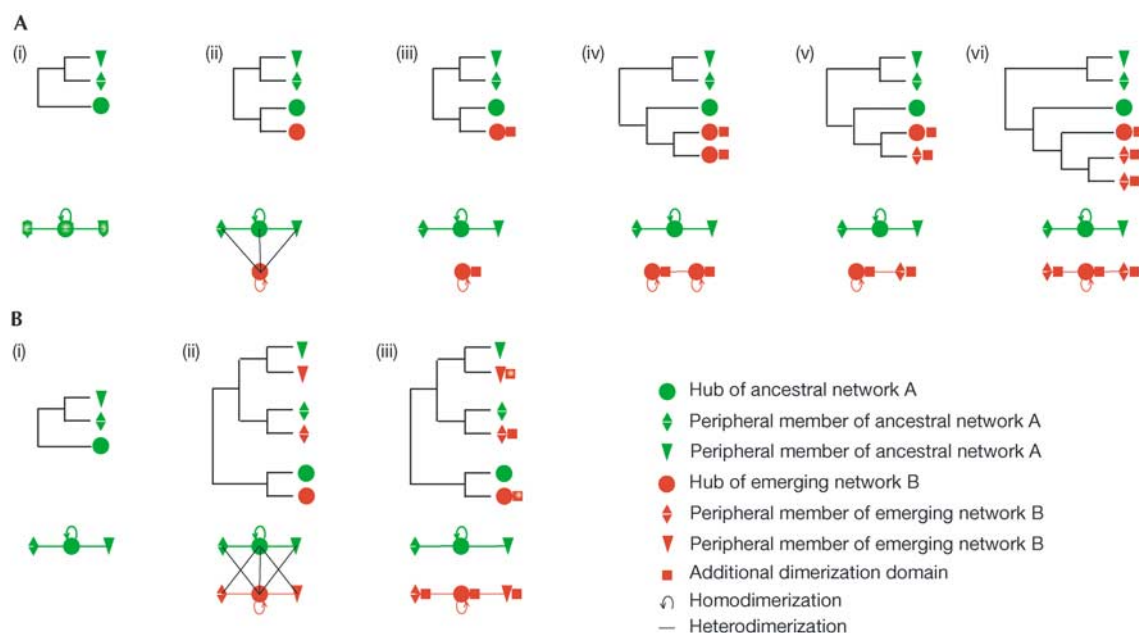 A
(i)
(ii)
(iii)
(iv)
(v)
(vi)
B
(i)
(ii)
(iii)
Hub of ancestral network A
Peripheral member of ancestral network A
Peripheral member of ancestral network A
Hub of emerging network B
Peripheral member of emerging network B
Peripheral member of emerging network B
Additional dimerization domain
Homodimerization
Heterodimerization